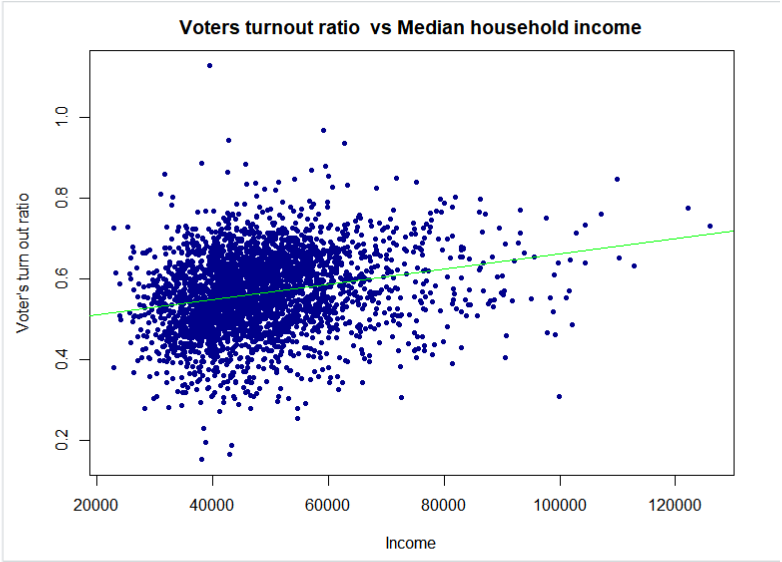 Voters turnout ratio  vs Median household income
Voter's turn out ratio
1.0
0.8
0.6
0.4
0.2
20000 40000 60000 80000 100000 120000
Income